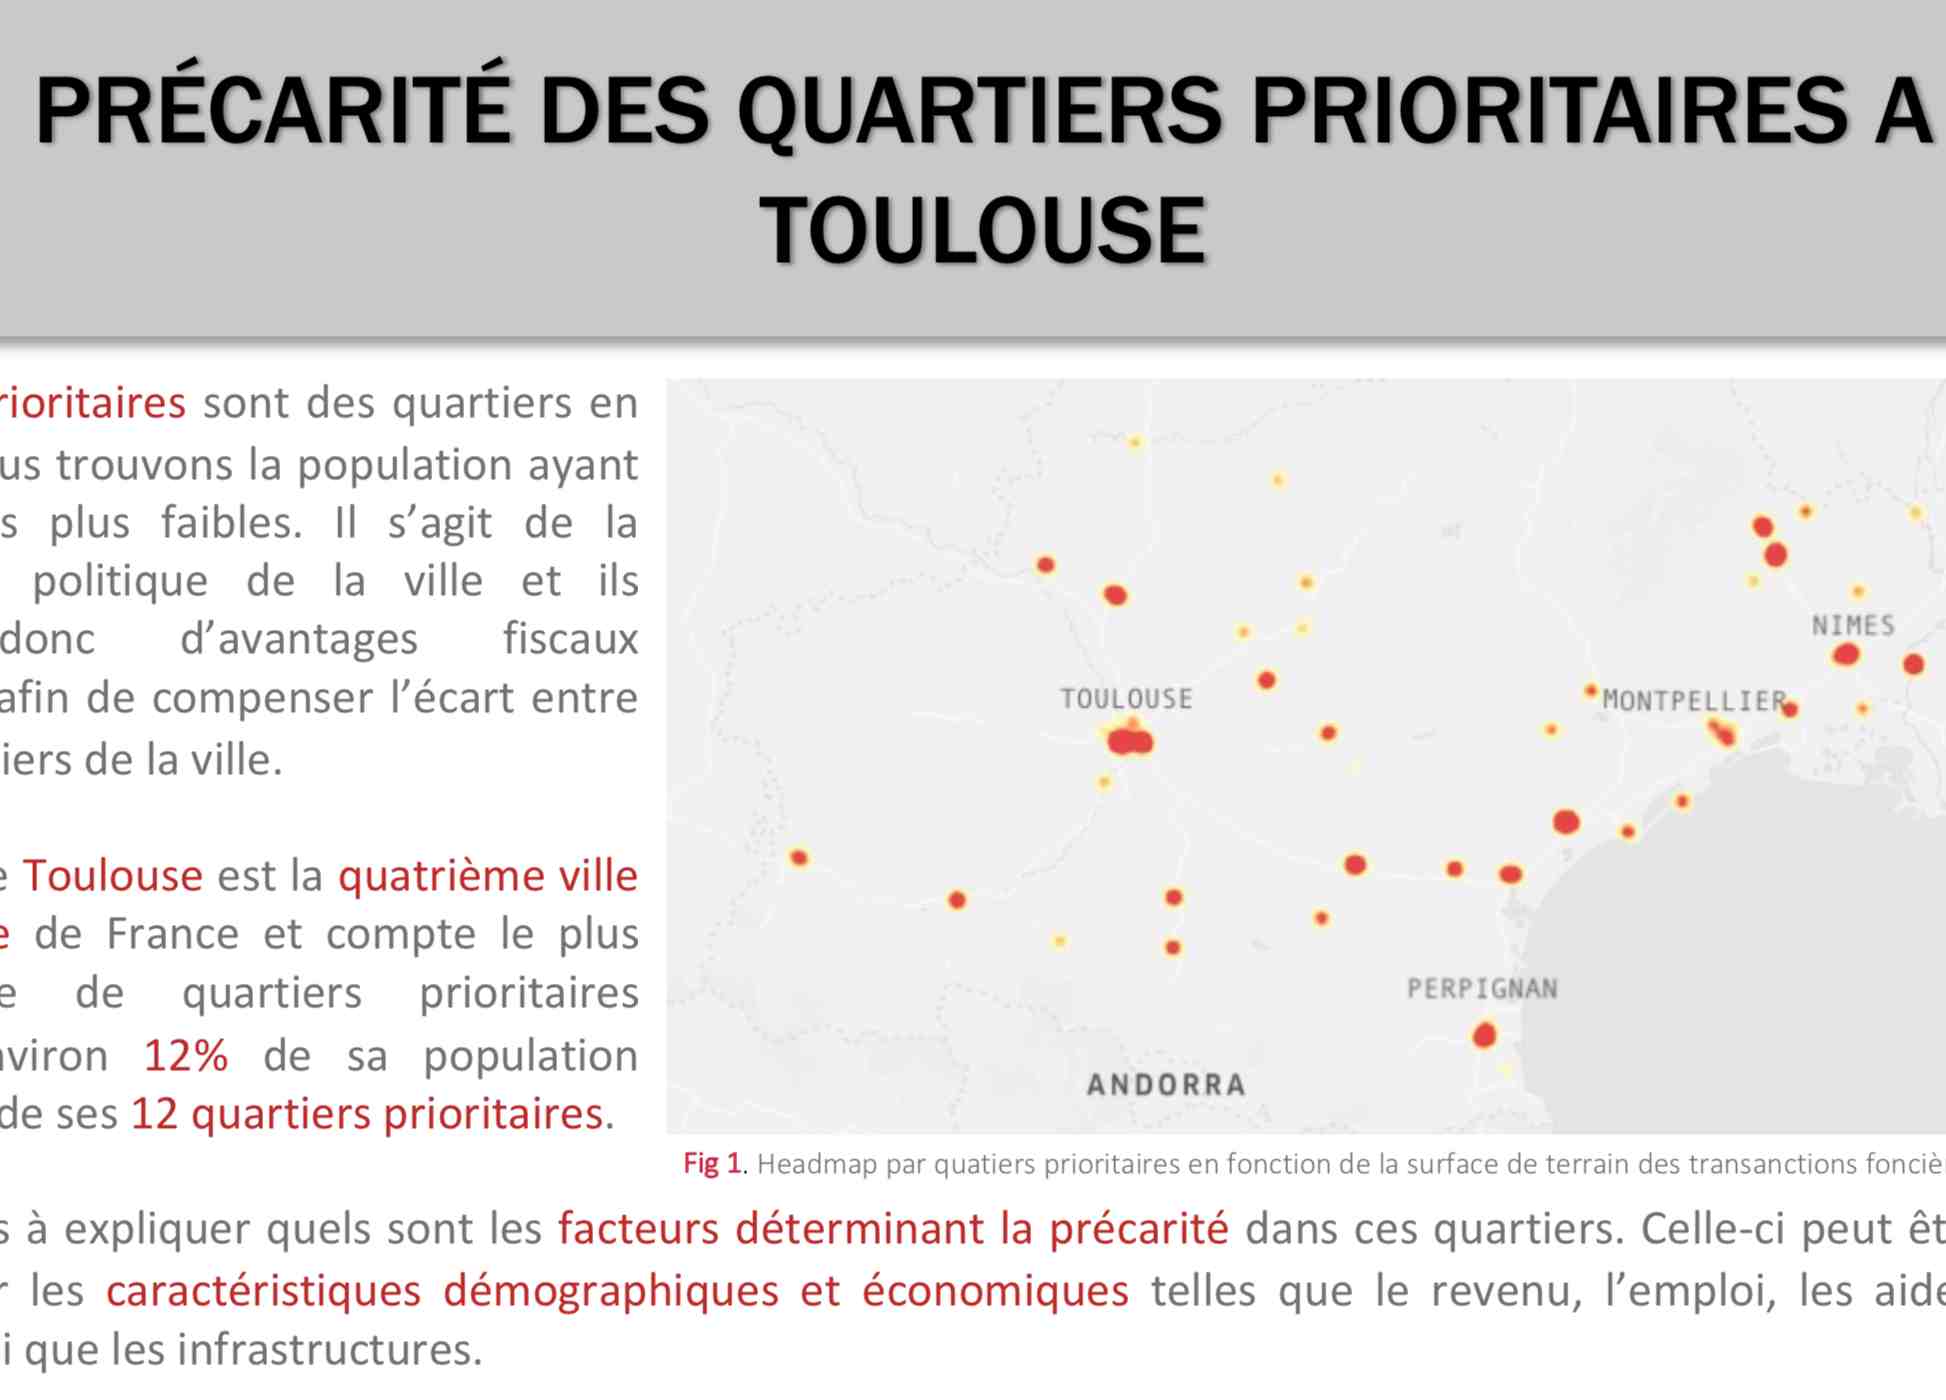 PRÉCARITÉ DES QUARTIERS PRIORITAIRES A
TOULOUSE
rioritaires sont des quartiers en
us trouvons la population ayant
s plus faibles. Il s’agit de la
politique de la ville et ils
donc d’avantages fiscaux
afin de compenser l’écart entre
iers de la ville.
e Toulouse est la quatrième ville
e de France et compte le plus
e de quartiers prioritaires
nviron 12% de sa population
de ses 12 quartiers prioritaires.
NIMES
TOULOUSE
MONTPELLIER
PERPIGNAN
ANDORRA
Fig 1. Headmap par quatiers prioritaires en fonction de la surface de terrain des transanctions fonciè
s à expliquer quels sont les facteurs déterminant la précarité dans ces quartiers. Celle-ci peut êt
r les caractéristiques démographiques et économiques telles que le revenu, l’emploi, les aide
i que les infrastructures.